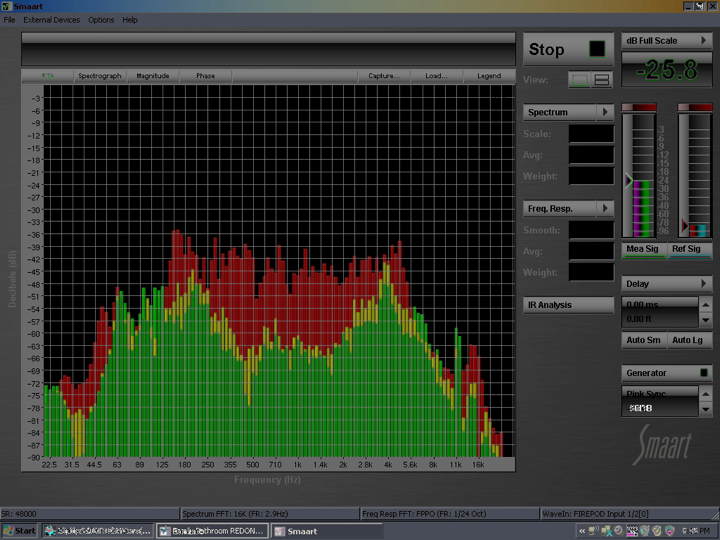 Smaart
File External Devices Options Help
Stop
dB Full Scale
-25.8
View:
RTA Spectrograph Magnitude Phase Capture... Load... Legend
Spectrum
Scale:
Avg:
Weight:
Freq. Resp.
Smooth:
Avg:
Weight:
IR Analysis
-3
-6
-9
-12
-15
-18
-21
-24
-27
-30
-33
-36
-39
-42
-45
-48
-51
-54
-57
-60
-63
-66
-69
-72
-75
-78
-81
-84
-87
-90
Decibels (dB)
22.5 31.5 44.5 63 89 125 180 250 355 500 710 1k 1.4k 2k 2.8k 4k 5.6k 8k 11k 16k
Frequency (Hz)
-3
-6
-9
-12
-15
-18
-24
-30
-36
-48
-60
-78
-96
Mea Sig Ref Sig
Delay
0.00 ms
0.00 ft
Auto Sm Auto Lg
Generator
Pink Sync
Smaart
SR: 48000 Spectrum FFT: 16K (FR: 2.9Hz) Freq Resp FFT: FPPO (FR: 1/24 Oct) WaveIn: FIREPOD Input 1/2[0]
Start Bathroom REDON... Smaart